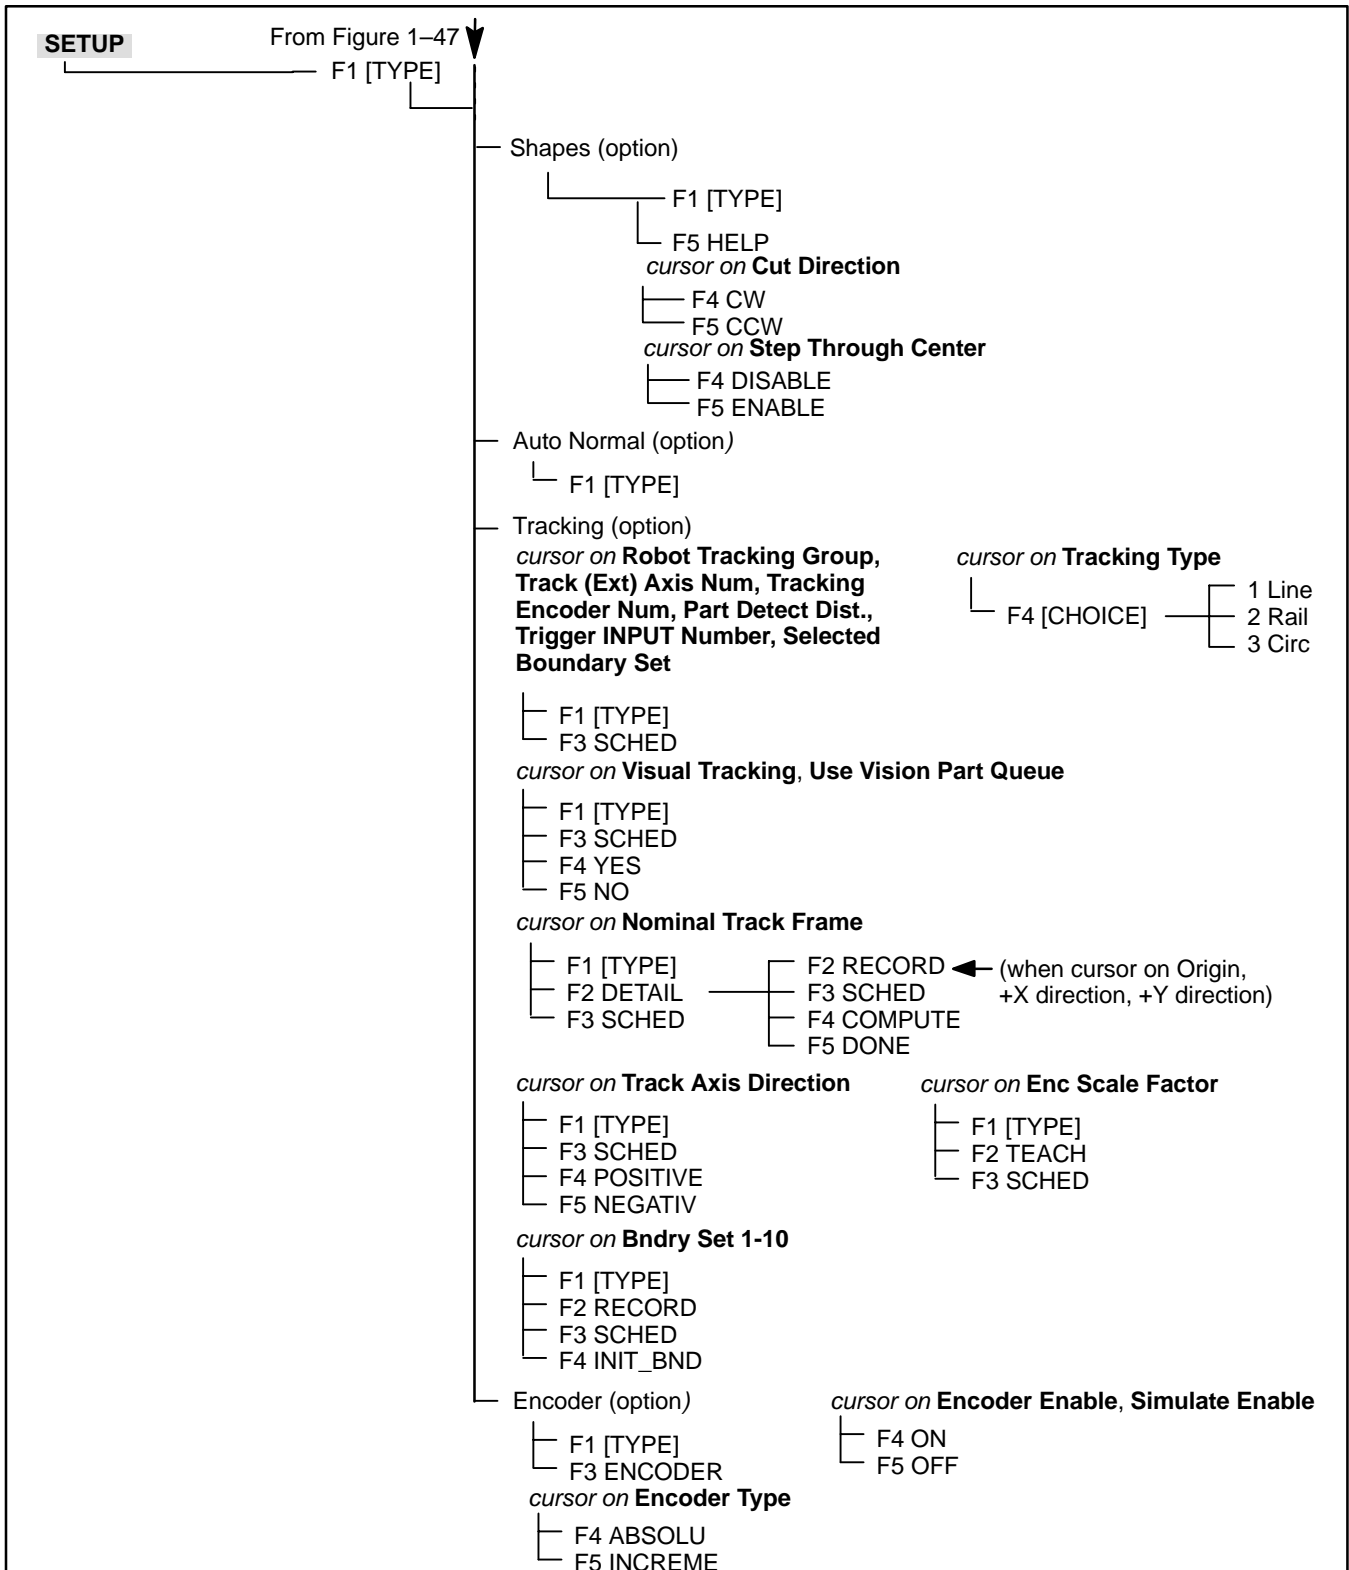 SETUP
From Figure 1–47
F1 [TYPE]
Shapes (option)
F1 [TYPE]
F5 HELP
cursor on Cut Direction
F4 CW
F5 CCW
cursor on Step Through Center
F4 DISABLE
F5 ENABLE
Auto Normal (option)
F1 [TYPE]
Tracking (option)
cursor on Robot Tracking Group,
Track (Ext) Axis Num, Tracking
Encoder Num, Part Detect Dist.,
Trigger INPUT Number, Selected
Boundary Set
F1 [TYPE]
F3 SCHED
cursor on Tracking Type
F4 [CHOICE]
1 Line
2 Rail
3 Circ
cursor on Visual Tracking, Use Vision Part Queue
F1 [TYPE]
F3 SCHED
F4 YES
F5 NO
cursor on Nominal Track Frame
F1 [TYPE]
F2 DETAIL
F3 SCHED
F2 RECORD
F3 SCHED
F4 COMPUTE
F5 DONE
(when cursor on Origin,
+X direction, +Y direction)
cursor on Track Axis Direction
F1 [TYPE]
F3 SCHED
F4 POSITIVE
F5 NEGATIV
cursor on Enc Scale Factor
F1 [TYPE]
F2 TEACH
F3 SCHED
cursor on Bndry Set 1-10
F1 [TYPE]
F2 RECORD
F3 SCHED
F4 INIT_BND
Encoder (option)
F1 [TYPE]
F3 ENCODER
cursor on Encoder Enable, Simulate Enable
F4 ON
F5 OFF
cursor on Encoder Type
F4 ABSOLU
F5 INCREME